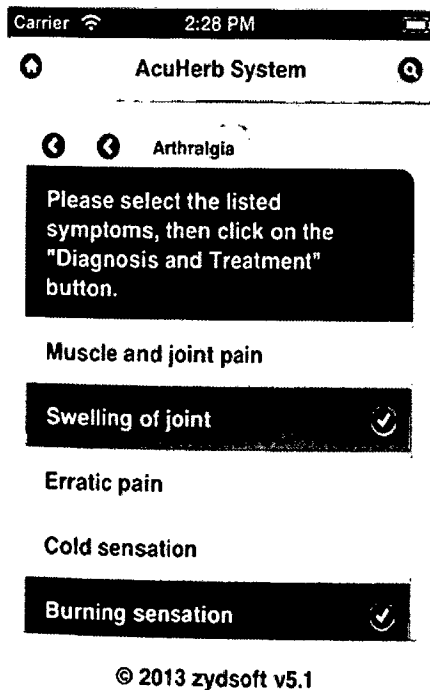 Carrier 2:28 PM
AcuHerb System
Arthralgia
Please select the listed
symptoms, then click on the
"Diagnosis and Treatment"
button.
Muscle and joint pain
Swelling of joint
Erratic pain
Cold sensation
Burning sensation
© 2013 zydsoft v5.1